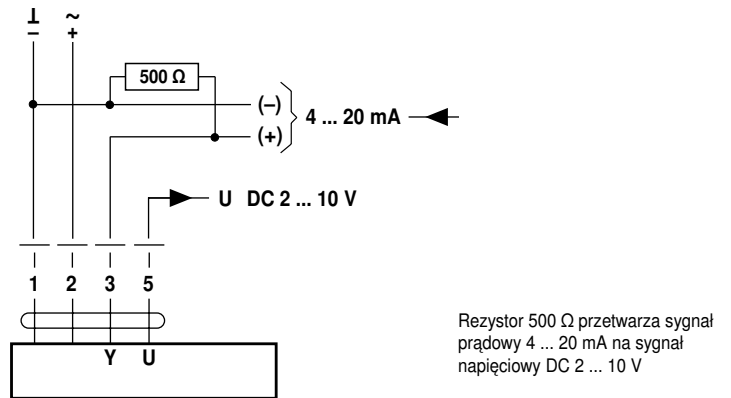 ⊥ ~
– +
500 Ω
(–)
4 ... 20 mA
(+)
U DC 2 ... 10 V
1 2 3 5
Y U
Rezystor 500 Ω przetwarza sygnał
prądowy 4 ... 20 mA na sygnał
napięciowy DC 2 ... 10 V